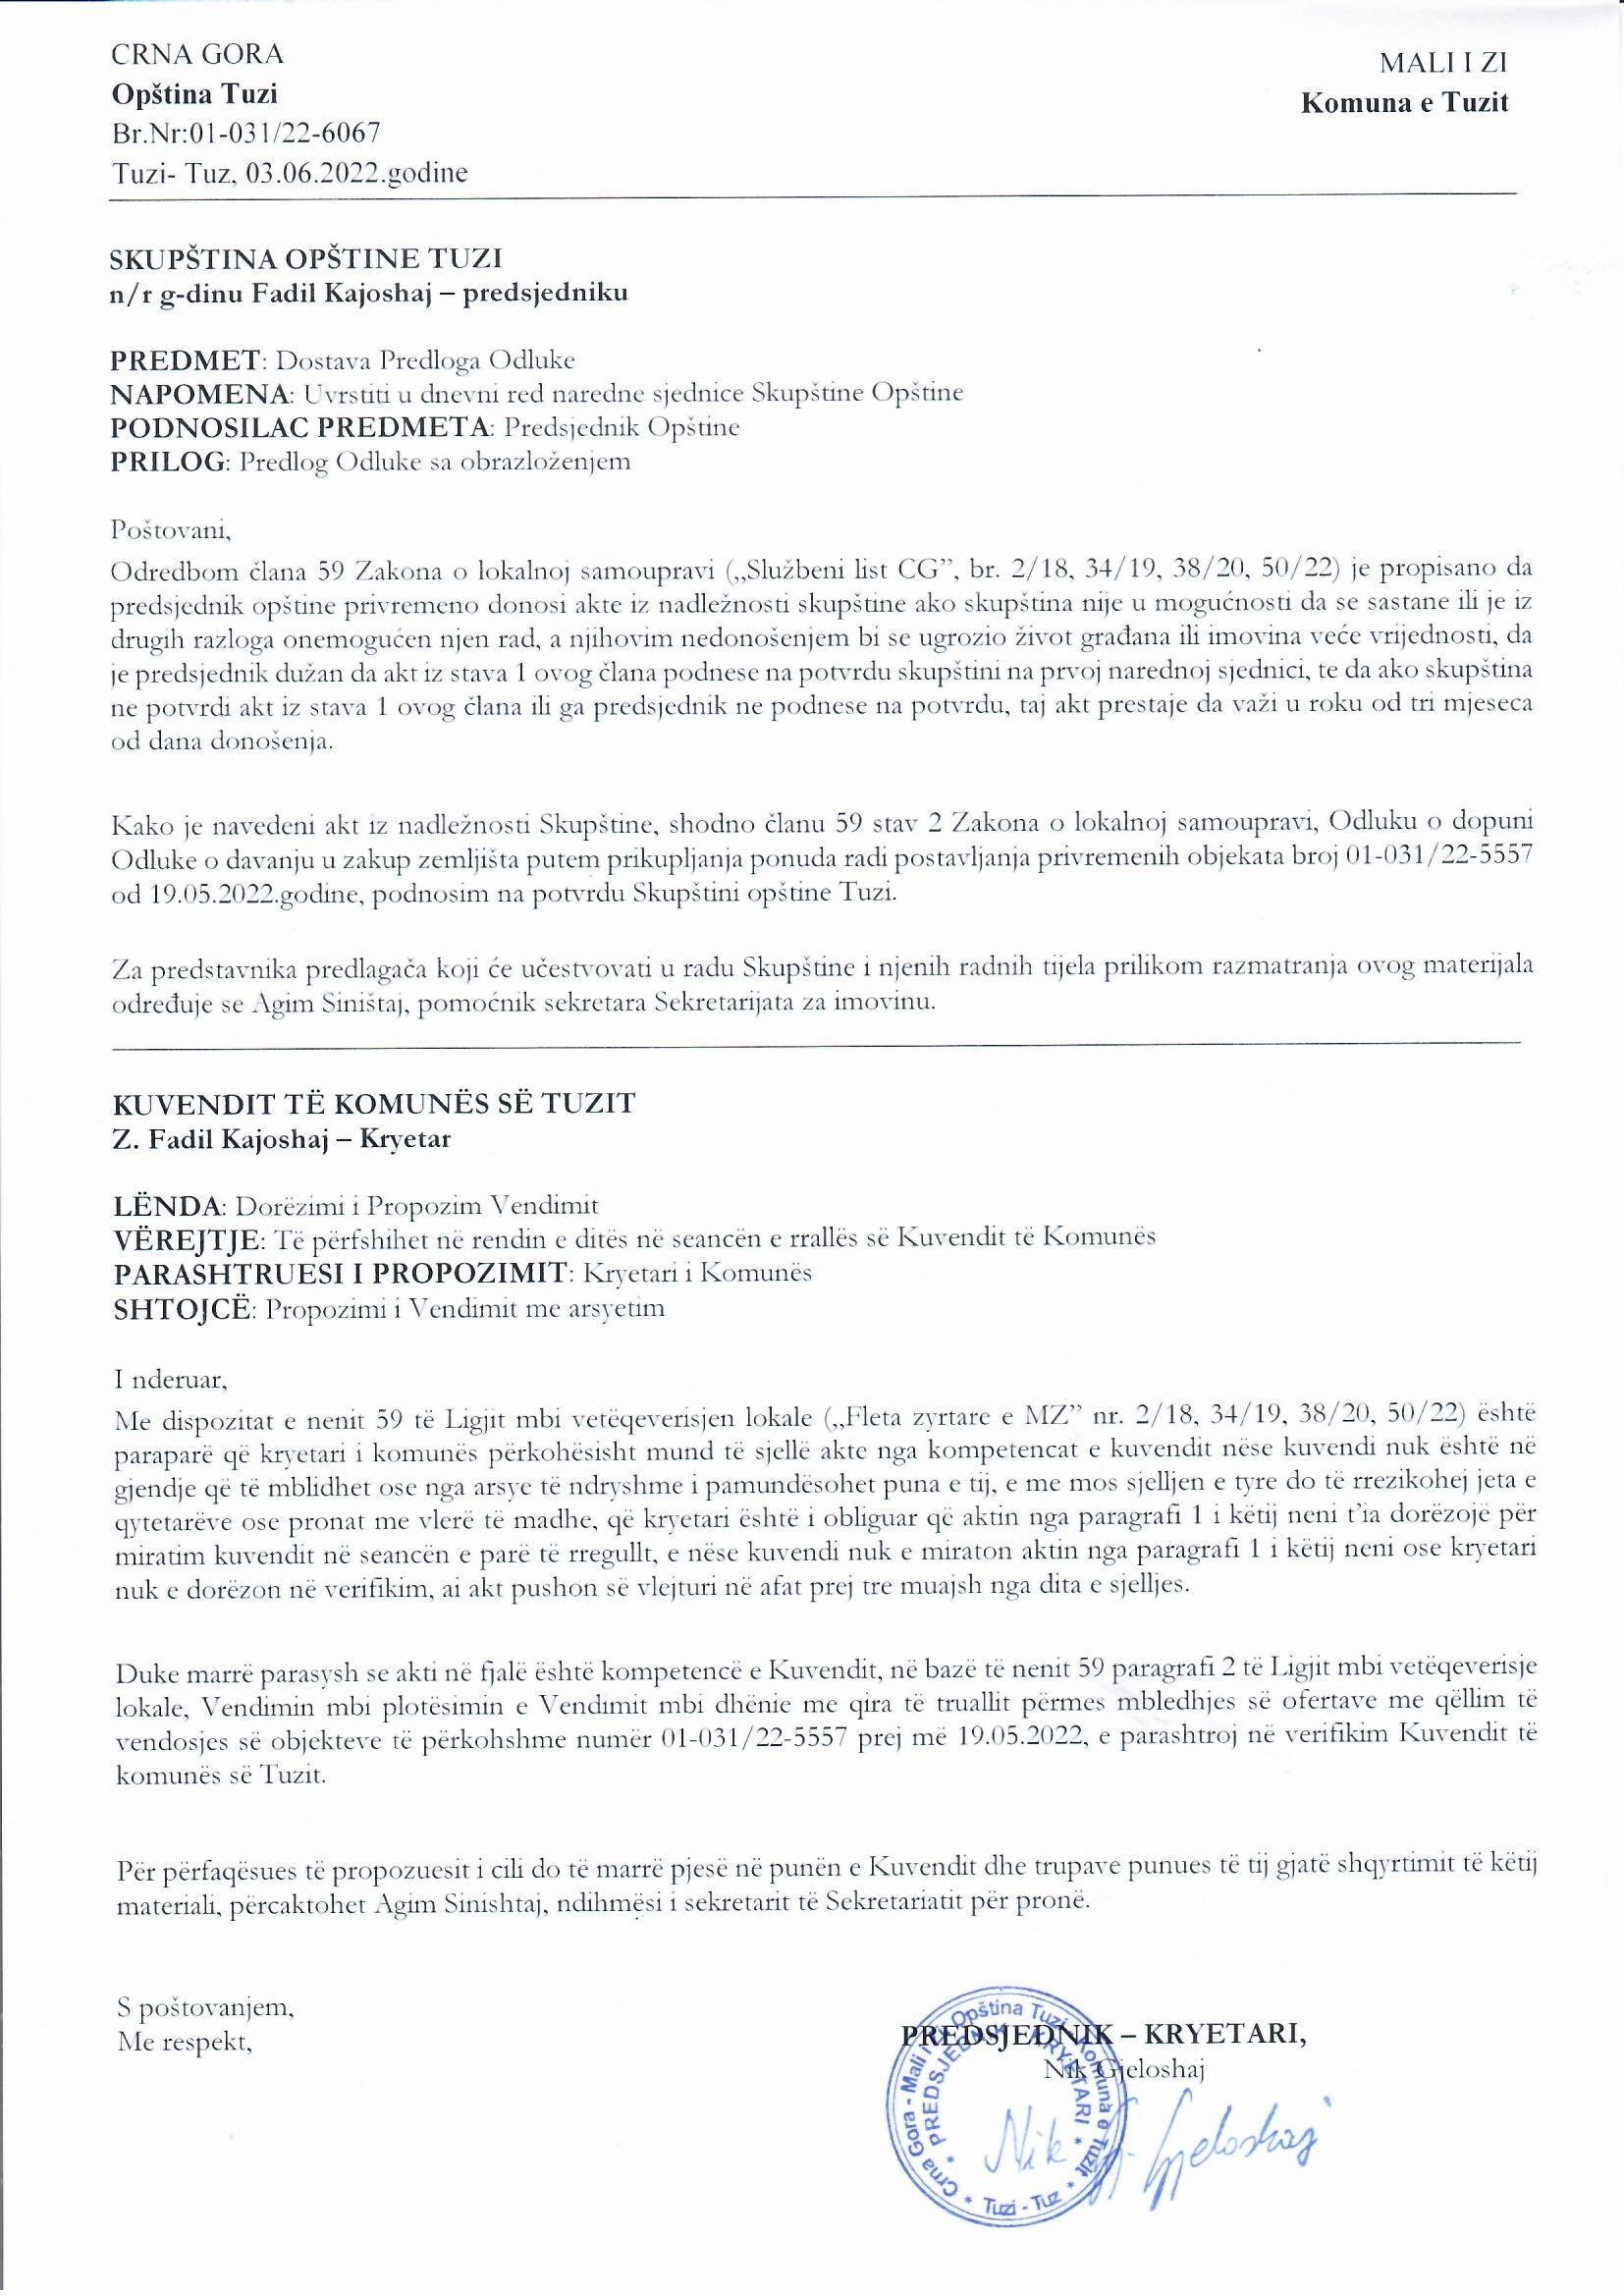 CRNA GORA
Opština Tuzi
Br.Nr:01-031/22-6067
Tuzi- Tuz, 03.06.2022.godine
MALI I ZI
Komuna e Tuzit
SKUPŠTINA OPŠTINE TUZI
n/r g-dinu Fadil Kajoshaj – predsjedniku
PREDMET: Dostava Predloga Odluke
NAPOMENA: Uvrstiti u dnevni red naredne sjednice Skupštine Opštine
PODNOSILAC PREDMETA: Predsjednik Opštine
PRILOG: Predlog Odluke sa obrazloženjem
Poštovani,
Odredbom člana 59 Zakona o lokalnoj samoupravi („Službeni list CG”, br. 2/18, 34/19, 38/20, 50/22) je propisano da
predsjednik opštine privremeno donosi akte iz nadležnosti skupštine ako skupština nije u mogućnosti da se sastane ili je iz
drugih razloga onemogućen njen rad, a njihovim nedonošenjem bi se ugrozio život građana ili imovina veće vrijednosti, da
je predsjednik dužan da akt iz stava 1 ovog člana podnese na potvrdu skupštini na prvoj narednoj sjednici, te da ako skupština
ne potvrdi akt iz stava 1 ovog člana ili ga predsjednik ne podnese na potvrdu, taj akt prestaje da važi u roku od tri mjeseca
od dana donošenja.
Kako je navedeni akt iz nadležnosti Skupštine, shodno članu 59 stav 2 Zakona o lokalnoj samoupravi, Odluku o dopuni
Odluke o davanju u zakup zemljišta putem prikupljanja ponuda radi postavljanja privremenih objekata broj 01-031/22-5557
od 19.05.2022.godine, podnosim na potvrdu Skupštini opštine Tuzi.
Za predstavnika predlagača koji će učestvovati u radu Skupštine i njenih radnih tijela prilikom razmatranja ovog materijala
određuje se Agim Siništaj, pomoćnik sekretara Sekretarijata za imovinu.
KUVENDIT TË KOMUNËS SË TUZIT
Z. Fadil Kajoshaj – Kryetar
LËNDA: Dorëzimi i Propozim Vendimit
VËREJTJE: Të përfshihet në rendin e ditës në seancën e rrallës së Kuvendit të Komunës
PARASHTRUESI I PROPOZIMIT: Kryetari i Komunës
SHTOJCË: Propozimi i Vendimit me arsyetim
I nderuar,
Me dispozitat e nenit 59 të Ligjit mbi vetëqeverisjen lokale („Fleta zyrtare e MZ” nr. 2/18, 34/19, 38/20, 50/22) është
paraparë që kryetari i komunës përkohësisht mund të sjellë akte nga kompetencat e kuvendit nëse kuvendi nuk është në
gjendje që të mblidhet ose nga arsye të ndryshme i pamundësohet puna e tij, e me mos sjelljen e tyre do të rrezikohej jeta e
qytetarëve ose pronat me vlerë të madhe, që kryetari është i obliguar që aktin nga paragrafi 1 i këtij neni t’ia dorëzojë për
miratim kuvendit në seancën e parë të rregullt, e nëse kuvendi nuk e miraton aktin nga paragrafi 1 i këtij neni ose kryetari
nuk e dorëzon në verifikim, ai akt pushon së vlejturi në afat prej tre muajsh nga dita e sjelljes.
Duke marrë parasysh se akti në fjalë është kompetencë e Kuvendit, në bazë të nenit 59 paragrafi 2 të Ligjit mbi vetëqeverisje
lokale, Vendimin mbi plotësimin e Vendimit mbi dhënie me qira të truallit përmes mbledhjes së ofertave me qëllim të
vendosjes së objekteve të përkohshme numër 01-031/22-5557 prej më 19.05.2022, e parashtroj në verifikim Kuvendit të
komunës së Tuzit.
Për përfaqësues të propozuesit i cili do të marrë pjesë në punën e Kuvendit dhe trupave punues të tij gjatë shqyrtimit të këtij
materiali, përcaktohet Agim Sinishtaj, ndihmësi i sekretarit të Sekretariatit për pronë.
S poštovanjem,
Me respekt,
PREDSJEDNIK – KRYETARI,
Nik Gjeloshaj
Crna Gora - Mali i Zi Opština Tuzi - Komuna e Tuzit
* PREDSJEDNIK - KRYETARI *
* Tuzi - Tuz *
Nik Gjeloshaj